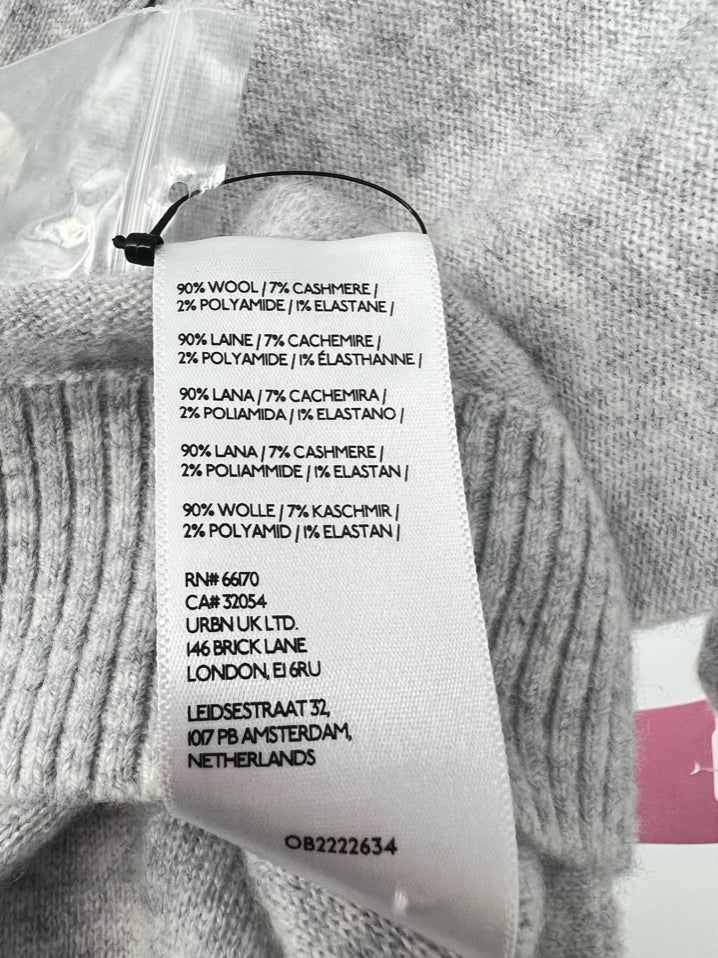 90% WOOL / 7% CASHMERE /
2% POLYAMIDE / 1% ELASTANE /
90% LAINE / 7% CACHEMIRE /
2% POLYAMIDE / 1% ÉLASTHANNE /
90% LANA / 7% CACHEMIRA /
2% POLIAMIDA / 1% ELASTANO /
90% LANA / 7% CASHMERE /
2% POLIAMMIDE / 1% ELASTAN /
90% WOLLE / 7% KASCHMIR /
2% POLYAMID / 1% ELASTAN /
RN# 66170
CA# 32054
URBN UK LTD.
146 BRICK LANE
LONDON, E1 6RU
LEIDSESTRAAT 32,
1017 PB AMSTERDAM,
NETHERLANDS
OB2222634